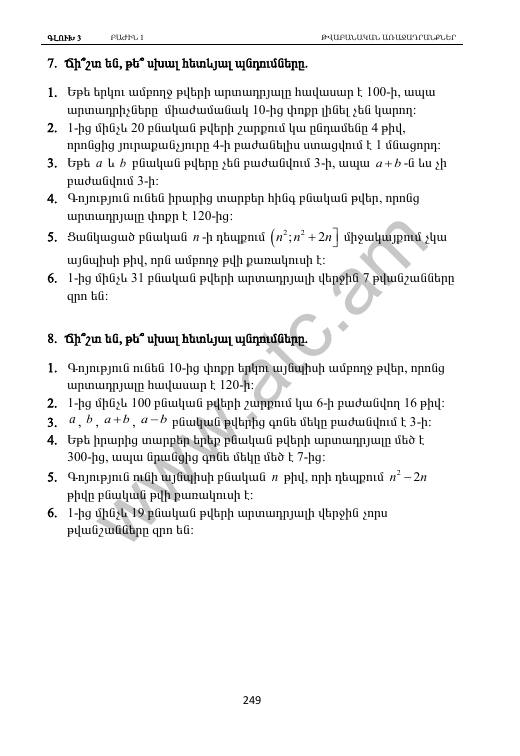 ԳԼՈՒԽ 3 ԲԱԺԻՆ 1 ԹՎԱԲԱՆԱԿԱՆ ԱՌԱՋԱԴՐԱՆՔՆԵՐ
7. Ճի՞շտ են, թե՞ սխալ հետևյալ պնդումները.
1. Եթե երկու ամբողջ թվերի արտադրյալը հավասար է 100-ի, ապա
արտադրիչները միաժամանակ 10-ից փոքր լինել չեն կարող:
2. 1-ից մինչև 20 բնական թվերի շարքում կա ընդամենը 4 թիվ,
որոնցից յուրաքանչյուրը 4-ի բաժանելիս ստացվում է 1 մնացորդ:
3. Եթե a և b բնական թվերը չեն բաժանվում 3-ի, ապա a+b -ն ևս չի
բաժանվում 3-ի:
4. Գոյություն ունեն իրարից տարբեր հինգ բնական թվեր, որոնց
արտադրյալը փոքր է 120-ից:
5. Ցանկացած բնական n -ի դեպքում (n²; n² + 2n] միջակայքում չկա
այնպիսի թիվ, որն ամբողջ թվի քառակուսի է:
6. 1-ից մինչև 31 բնական թվերի արտադրյալի վերջին 7 թվանշանները
զրո են:
8. Ճի՞շտ են, թե՞ սխալ հետևյալ պնդումները.
1. Գոյություն ունեն 10-ից փոքր երկու այնպիսի ամբողջ թվեր, որոնց
արտադրյալը հավասար է 120-ի:
2. 1-ից մինչև 100 բնական թվերի շարքում կա 6-ի բաժանվող 16 թիվ:
3. a , b , a+b , a−b բնական թվերից գոնե մեկը բաժանվում է 3-ի:
4. Եթե իրարից տարբեր երեք բնական թվերի արտադրյալը մեծ է
300-ից, ապա նրանցից գոնե մեկը մեծ է 7-ից:
5. Գոյություն ունի այնպիսի բնական n թիվ, որի դեպքում n² − 2n
թիվը բնական թվի քառակուսի է:
6. 1-ից մինչև 19 բնական թվերի արտադրյալի վերջին չորս
թվանշանները զրո են:
www.atc.am
249